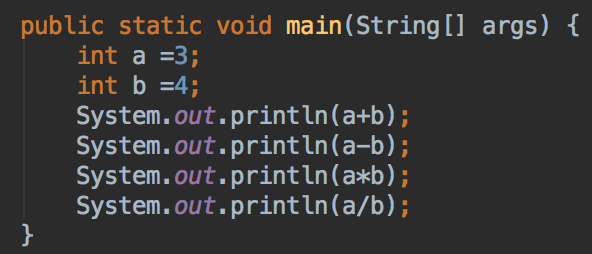 public static void main(String[] args) {
    int a =3;
    int b =4;
    System.out.println(a+b);
    System.out.println(a-b);
    System.out.println(a*b);
    System.out.println(a/b);
}